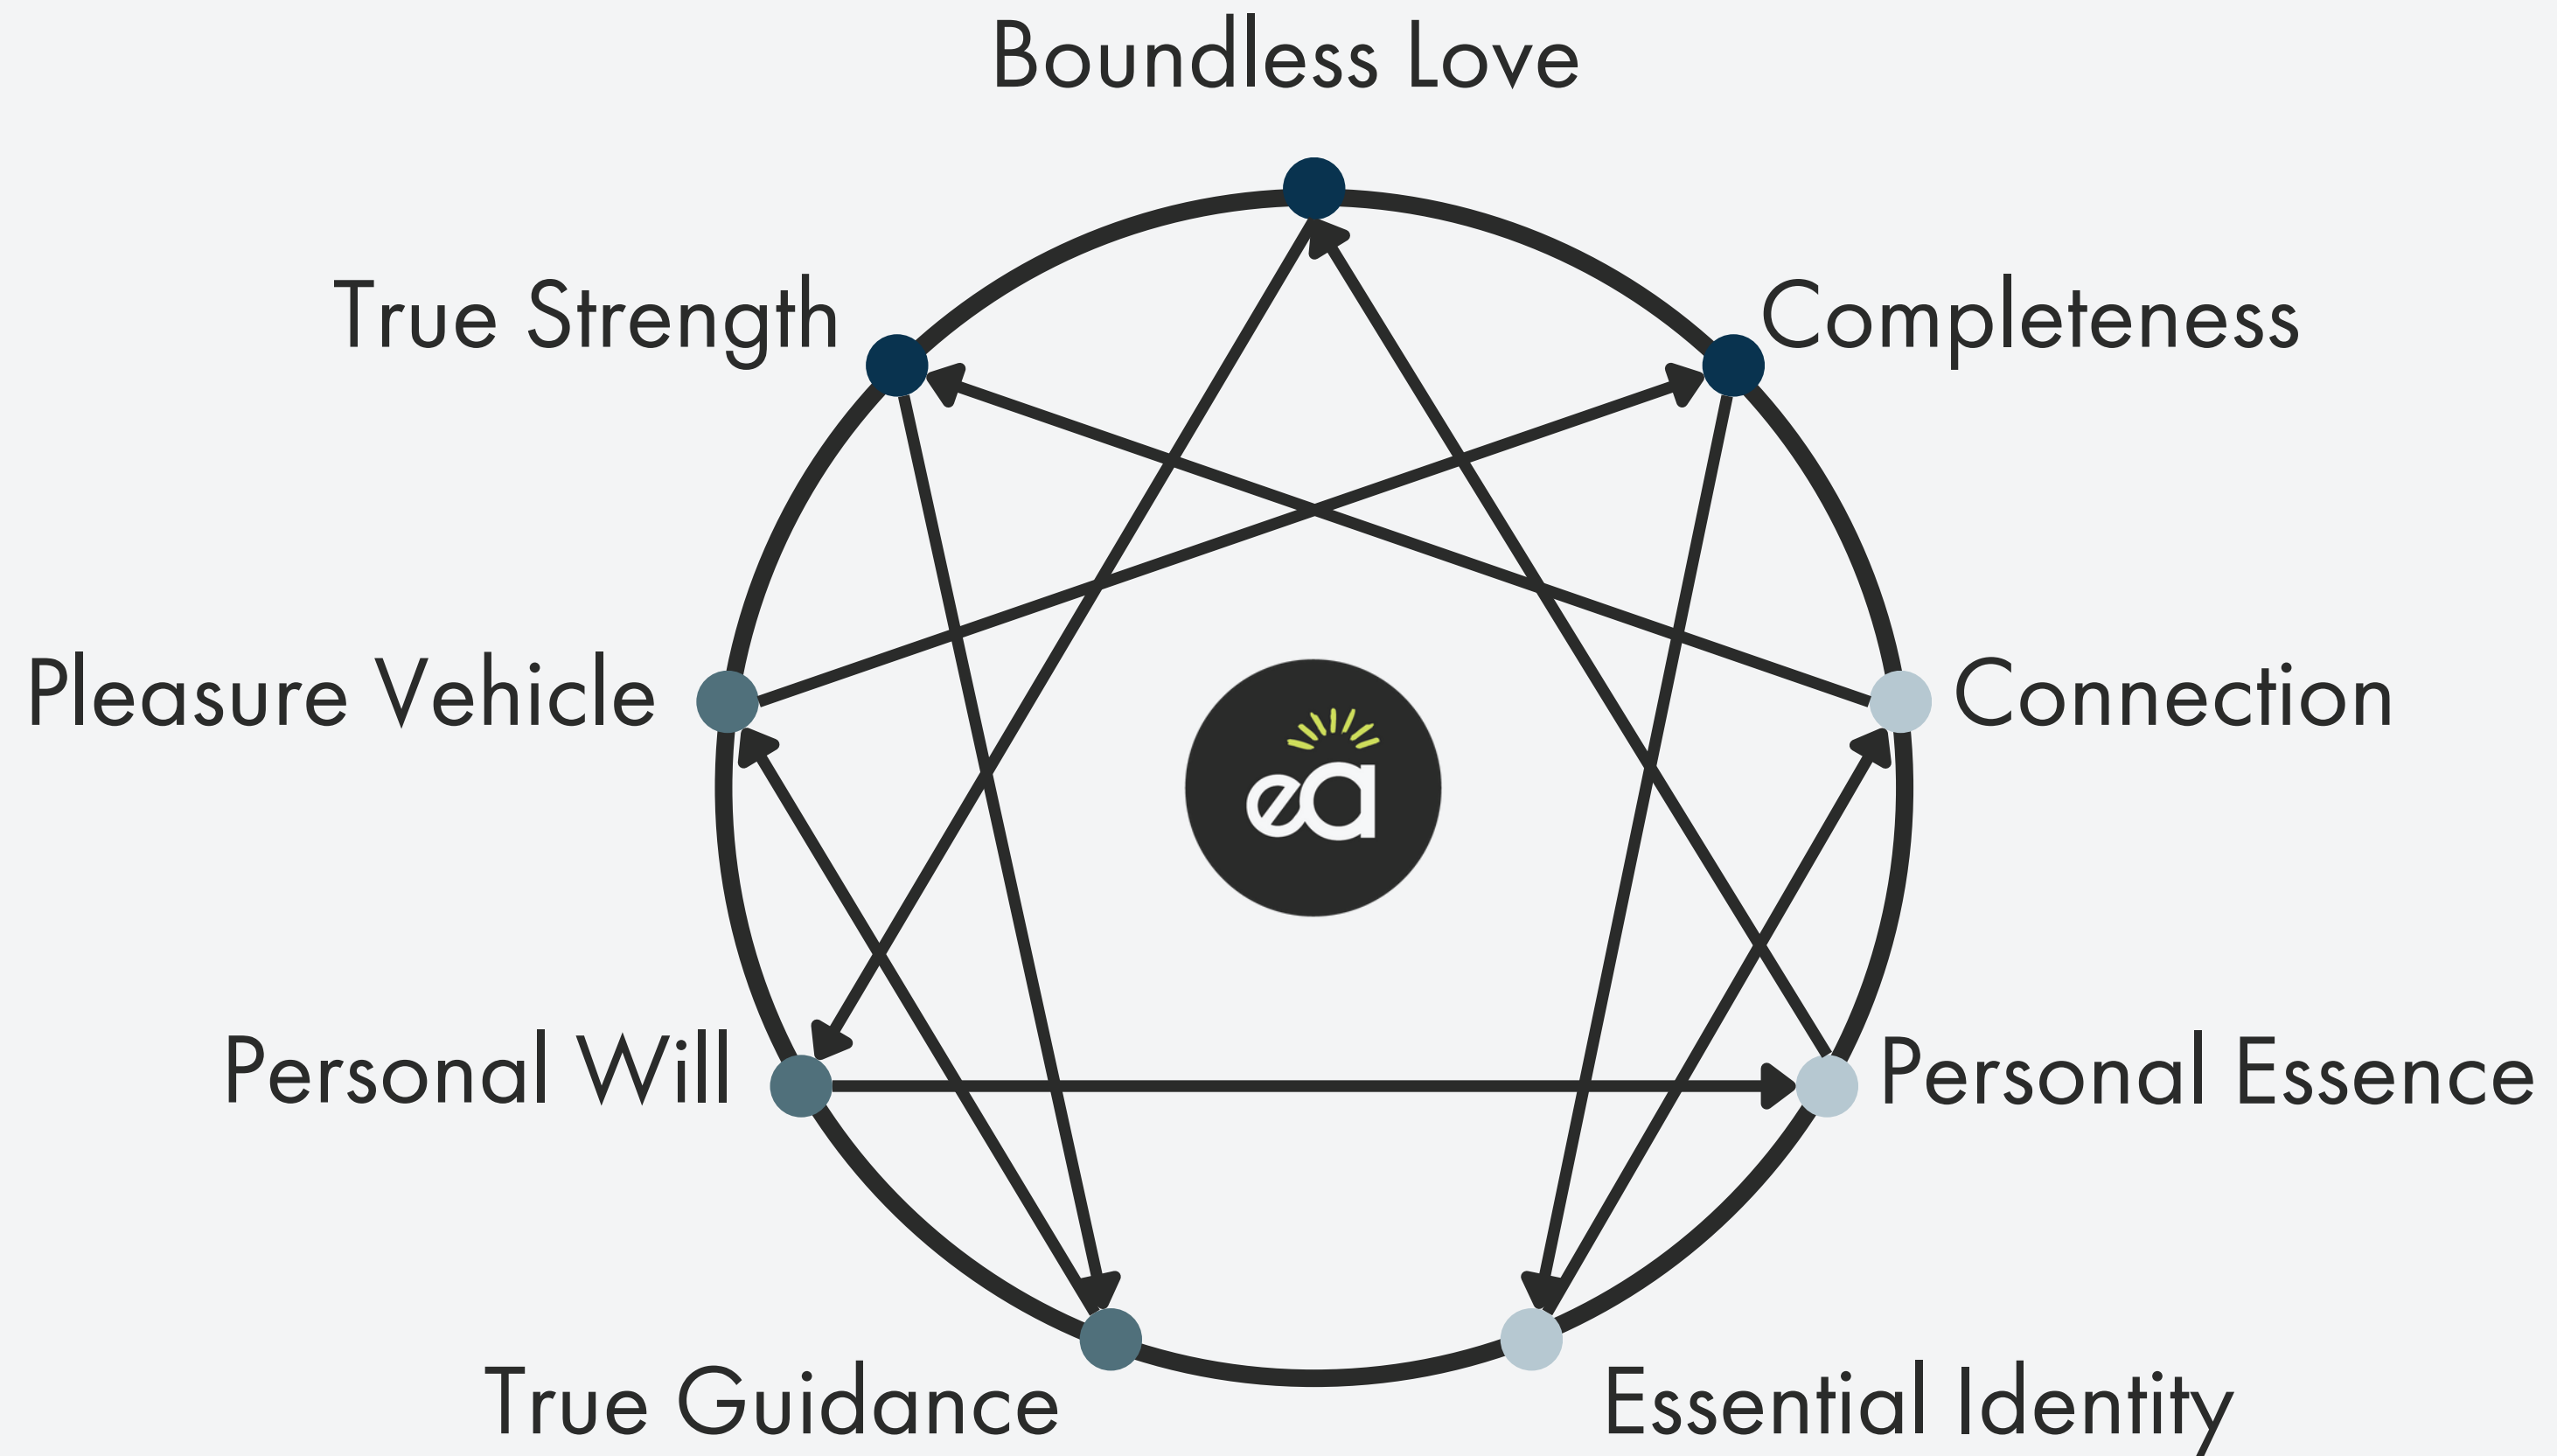 Boundless Love
True Strength
Completeness
Pleasure Vehicle
Connection
ea
Personal Will
Personal Essence
True Guidance
Essential Identity